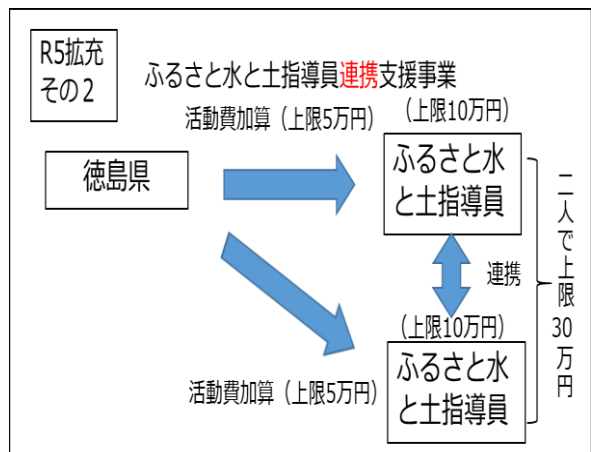 R5拡充
その2
ふるさと水と土指導員連携支援事業
活動費加算（上限5万円）
（上限10万円）
徳島県
ふるさと水
と土指導員
連携
二人で上限30万円
（上限10万円）
活動費加算（上限5万円）
ふるさと水
と土指導員